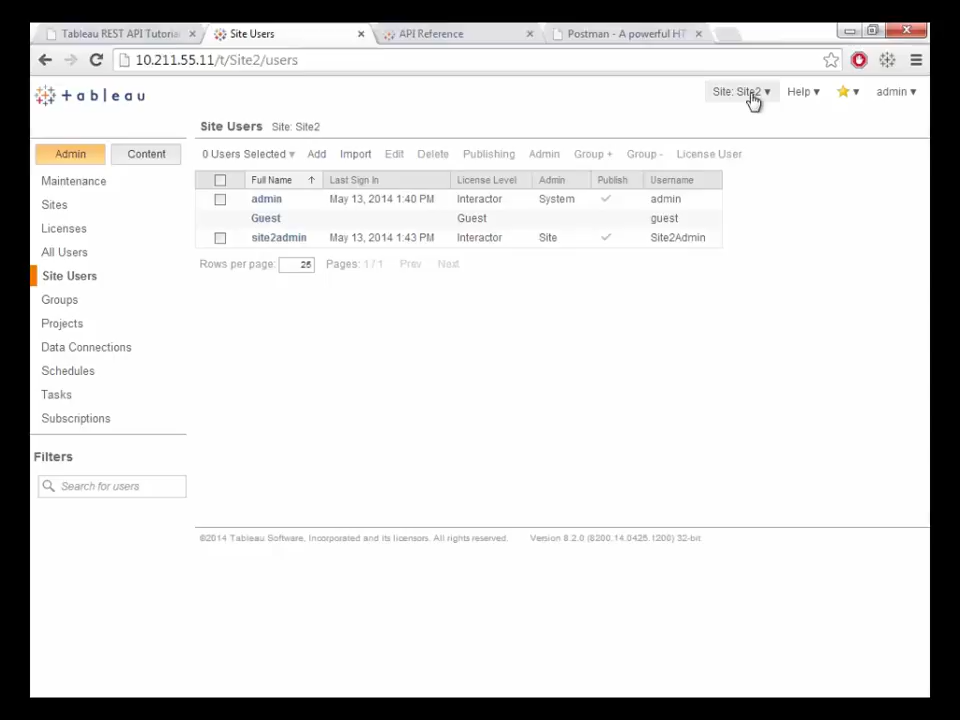 Tableau REST API Tutoria
Site Users
API Reference
Postman - A powerful HT
10.211.55.11/t/Site2/users
+ a b | e a u
Site: Site2
Help
admin
Site Users Site: Site2
Admin Content
0 Users Selected Add Import Edit Delete Publishing Admin Group + Group - License User
Full Name Last Sign In License Level Admin Publish Username
admin May 13, 2014 1:40 PM Interactor System admin
Guest Guest guest
site2admin May 13, 2014 1:43 PM Interactor Site Site2Admin
Rows per page: 25 Pages: 1 / 1 Prev Next
Maintenance
Sites
Licenses
All Users
Site Users
Groups
Projects
Data Connections
Schedules
Tasks
Subscriptions
Filters
Search for users
©2014 Tableau Software, Incorporated and its licensors. All rights reserved. Version 8.2.0 (8200.14.0425.1200) 32-bit